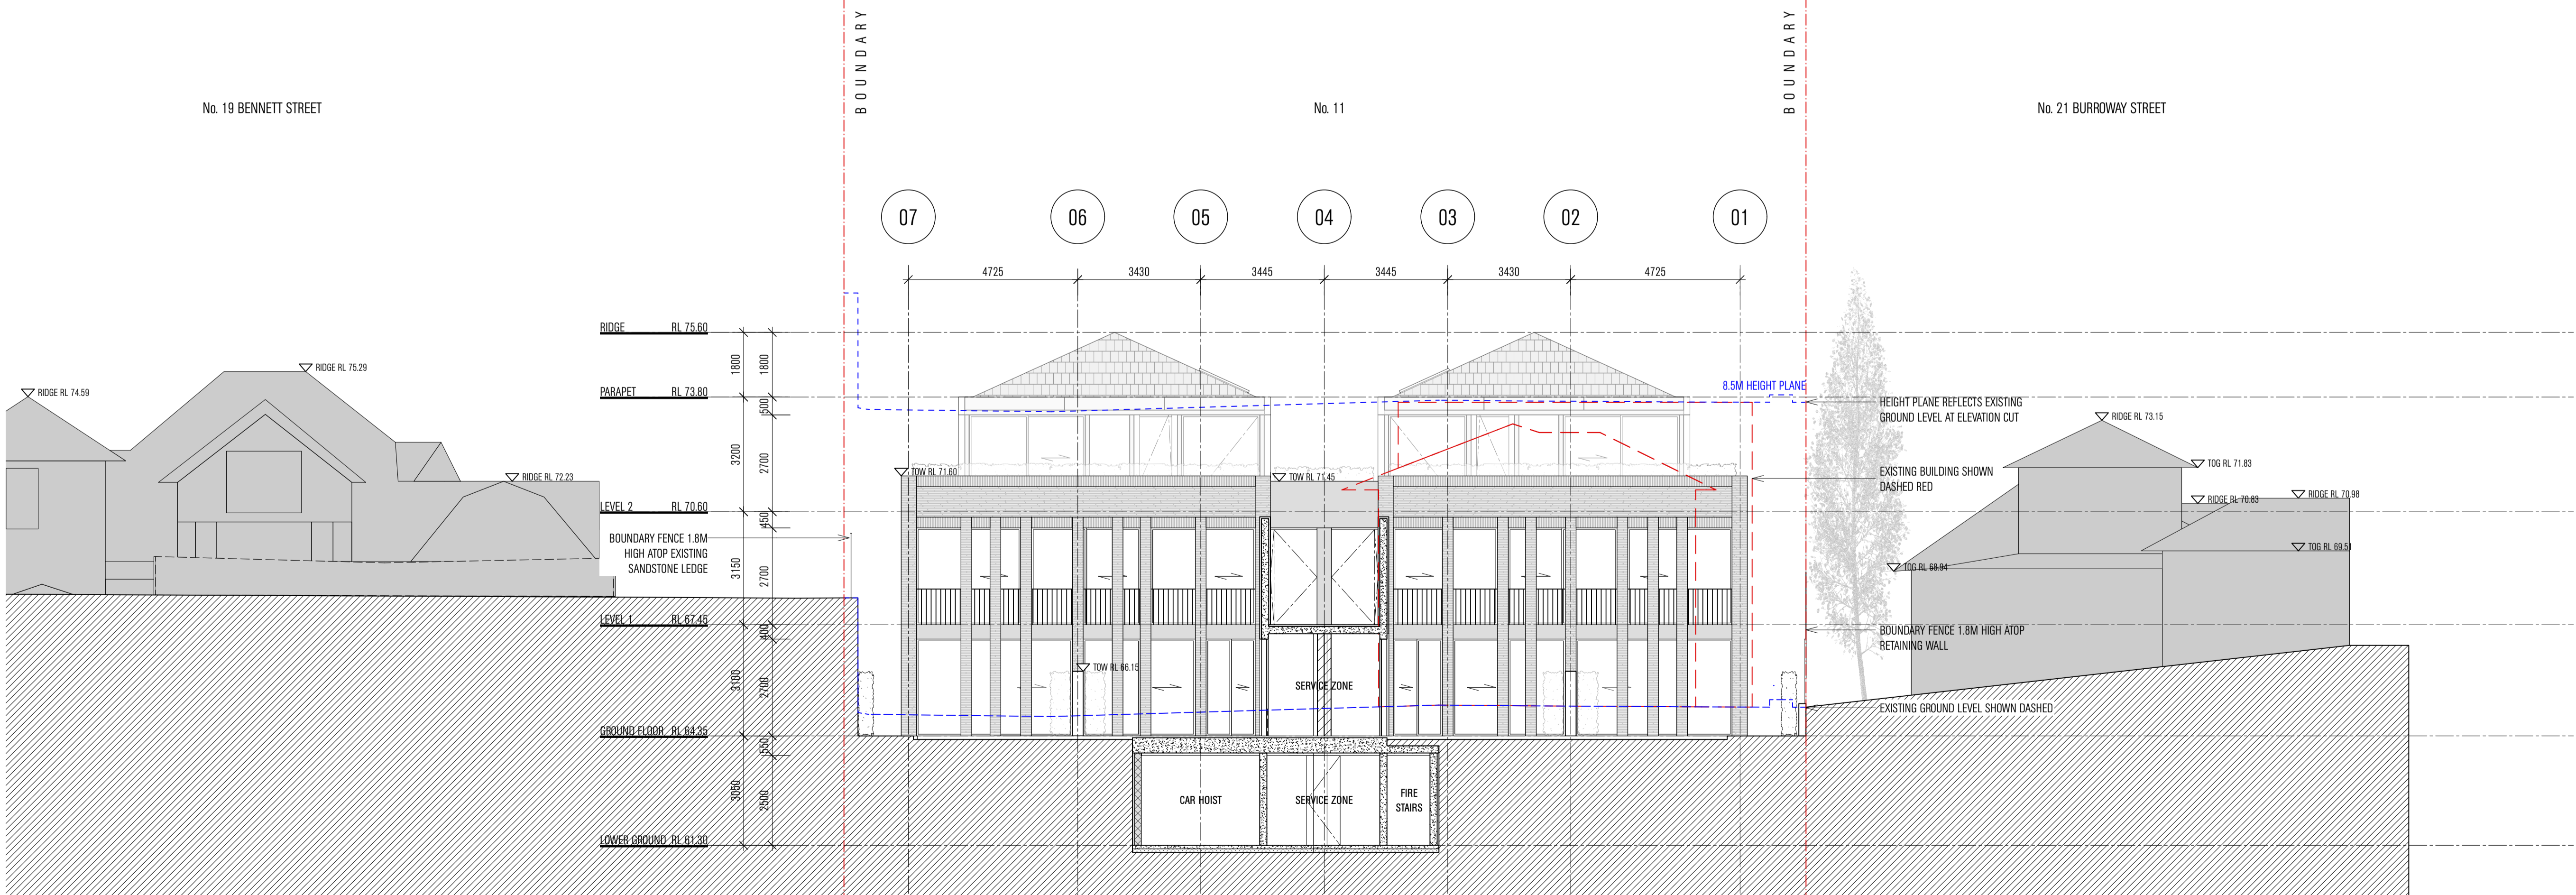 BOUNDARY
BOUNDARY
No. 19 BENNETT STREET
No. 11
No. 21 BURROWAY STREET
07
06
05
04
03
02
01
4725
3430
3445
3445
3430
4725
RIDGE RL 75.60
PARAPET RL 73.80
LEVEL 2 RL 70.60
LEVEL 1 RL 67.45
GROUND FLOOR RL 64.35
LOWER GROUND RL 61.30
1800
3200
3150
3100
3050
1800
500
2700
450
2700
400
2700
550
2500
RIDGE RL 74.59
RIDGE RL 75.29
RIDGE RL 72.23
BOUNDARY FENCE 1.8M
HIGH ATOP EXISTING
SANDSTONE LEDGE
TOW RL 71.60
TOW RL 71.45
TOW RL 66.15
SERVICE ZONE
CAR HOIST
SERVICE ZONE
FIRE
STAIRS
8.5M HEIGHT PLANE
HEIGHT PLANE REFLECTS EXISTING
GROUND LEVEL AT ELEVATION CUT
EXISTING BUILDING SHOWN
DASHED RED
BOUNDARY FENCE 1.8M HIGH ATOP
RETAINING WALL
EXISTING GROUND LEVEL SHOWN DASHED
RIDGE RL 73.15
TOG RL 71.83
RIDGE RL 70.83
RIDGE RL 70.98
TOG RL 69.51
TOG RL 68.94